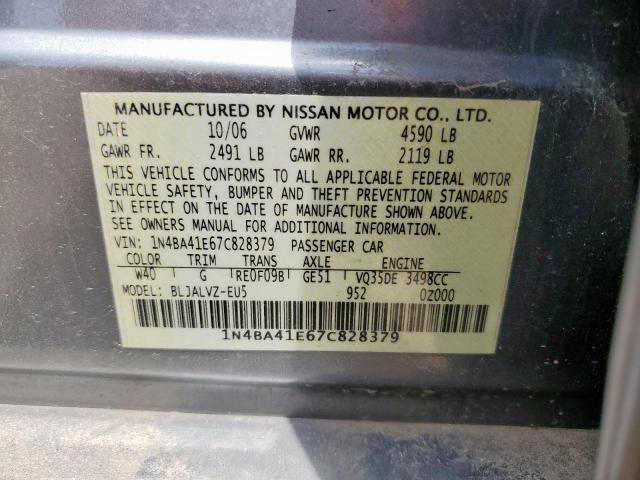 MANUFACTURED BY NISSAN MOTOR CO., LTD.
DATE 10/06 GVWR 4590 LB
GAWR FR. 2491 LB GAWR RR. 2119 LB
THIS VEHICLE CONFORMS TO ALL APPLICABLE FEDERAL MOTOR
VEHICLE SAFETY, BUMPER AND THEFT PREVENTION STANDARDS
IN EFFECT ON THE DATE OF MANUFACTURE SHOWN ABOVE.
SEE OWNERS MANUAL FOR ADDITIONAL INFORMATION.
VIN: 1N4BA41E67C828379 PASSENGER CAR
COLOR TRIM TRANS AXLE ENGINE
W40 G RE0F09B GE51 VQ35DE 3498CC
MODEL: BLJALVZ-EU5 952 0Z000
1N4BA41E67C828379